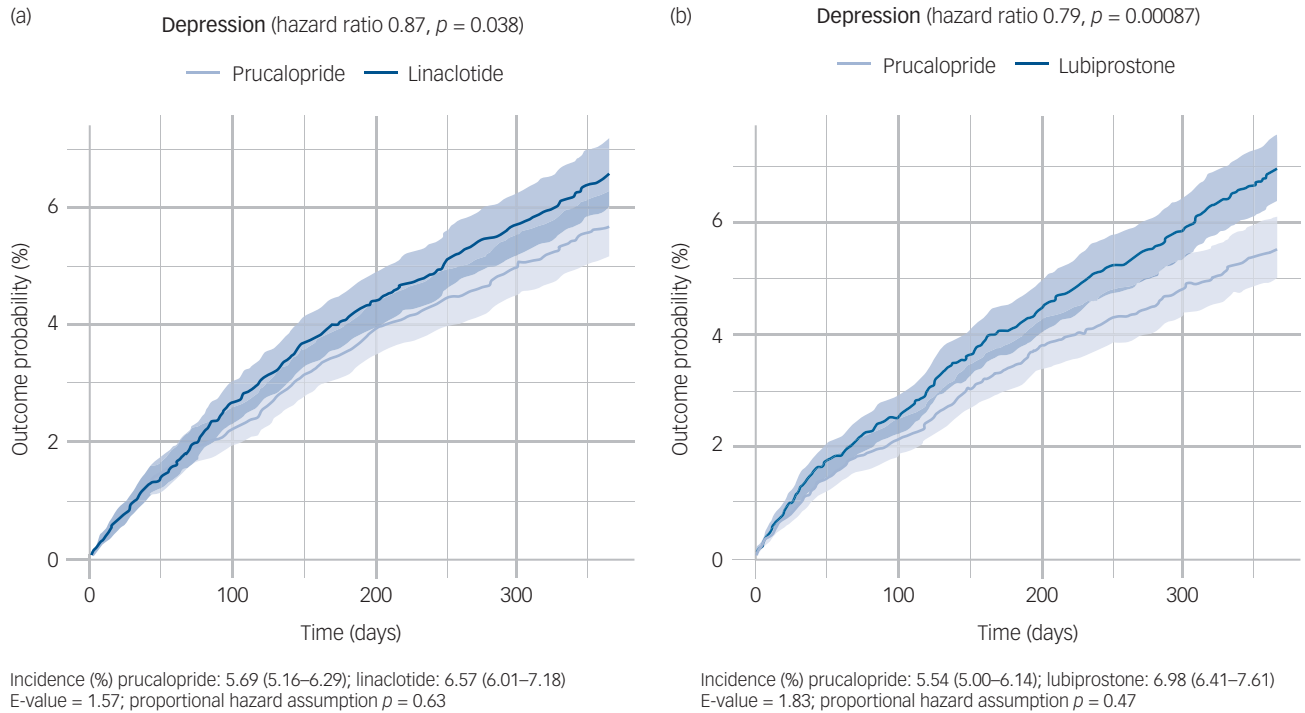 (a)
Depression (hazard ratio 0.87, p = 0.038)
Prucalopride Linaclotide
Outcome probability (%)
6
4
2
0
0 100 200 300
Time (days)
Incidence (%) prucalopride: 5.69 (5.16–6.29); linaclotide: 6.57 (6.01–7.18)
E-value = 1.57; proportional hazard assumption p = 0.63
(b)
Depression (hazard ratio 0.79, p = 0.00087)
Prucalopride Lubiprostone
Outcome probability (%)
6
4
2
0
0 100 200 300
Time (days)
Incidence (%) prucalopride: 5.54 (5.00–6.14); lubiprostone: 6.98 (6.41–7.61)
E-value = 1.83; proportional hazard assumption p = 0.47